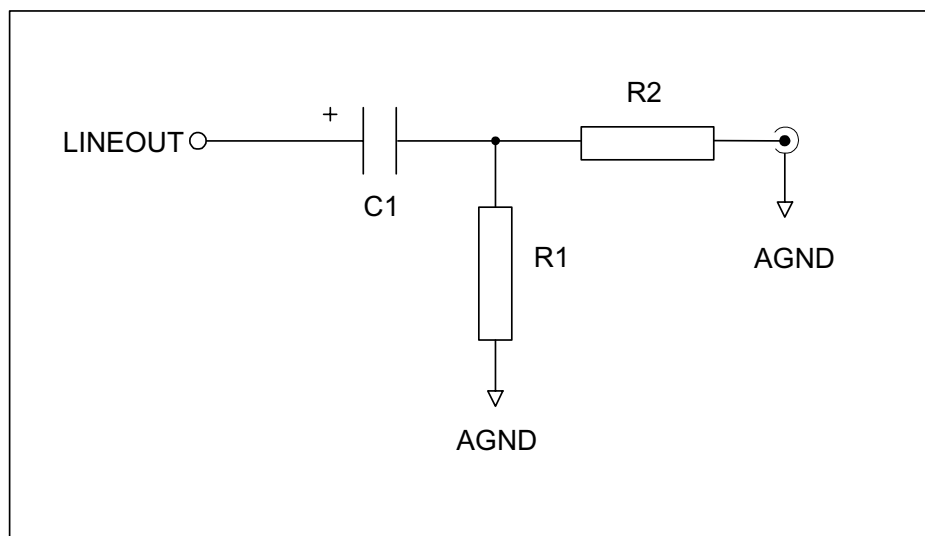 R2
+
LINEOUT
C1
R1
AGND
AGND